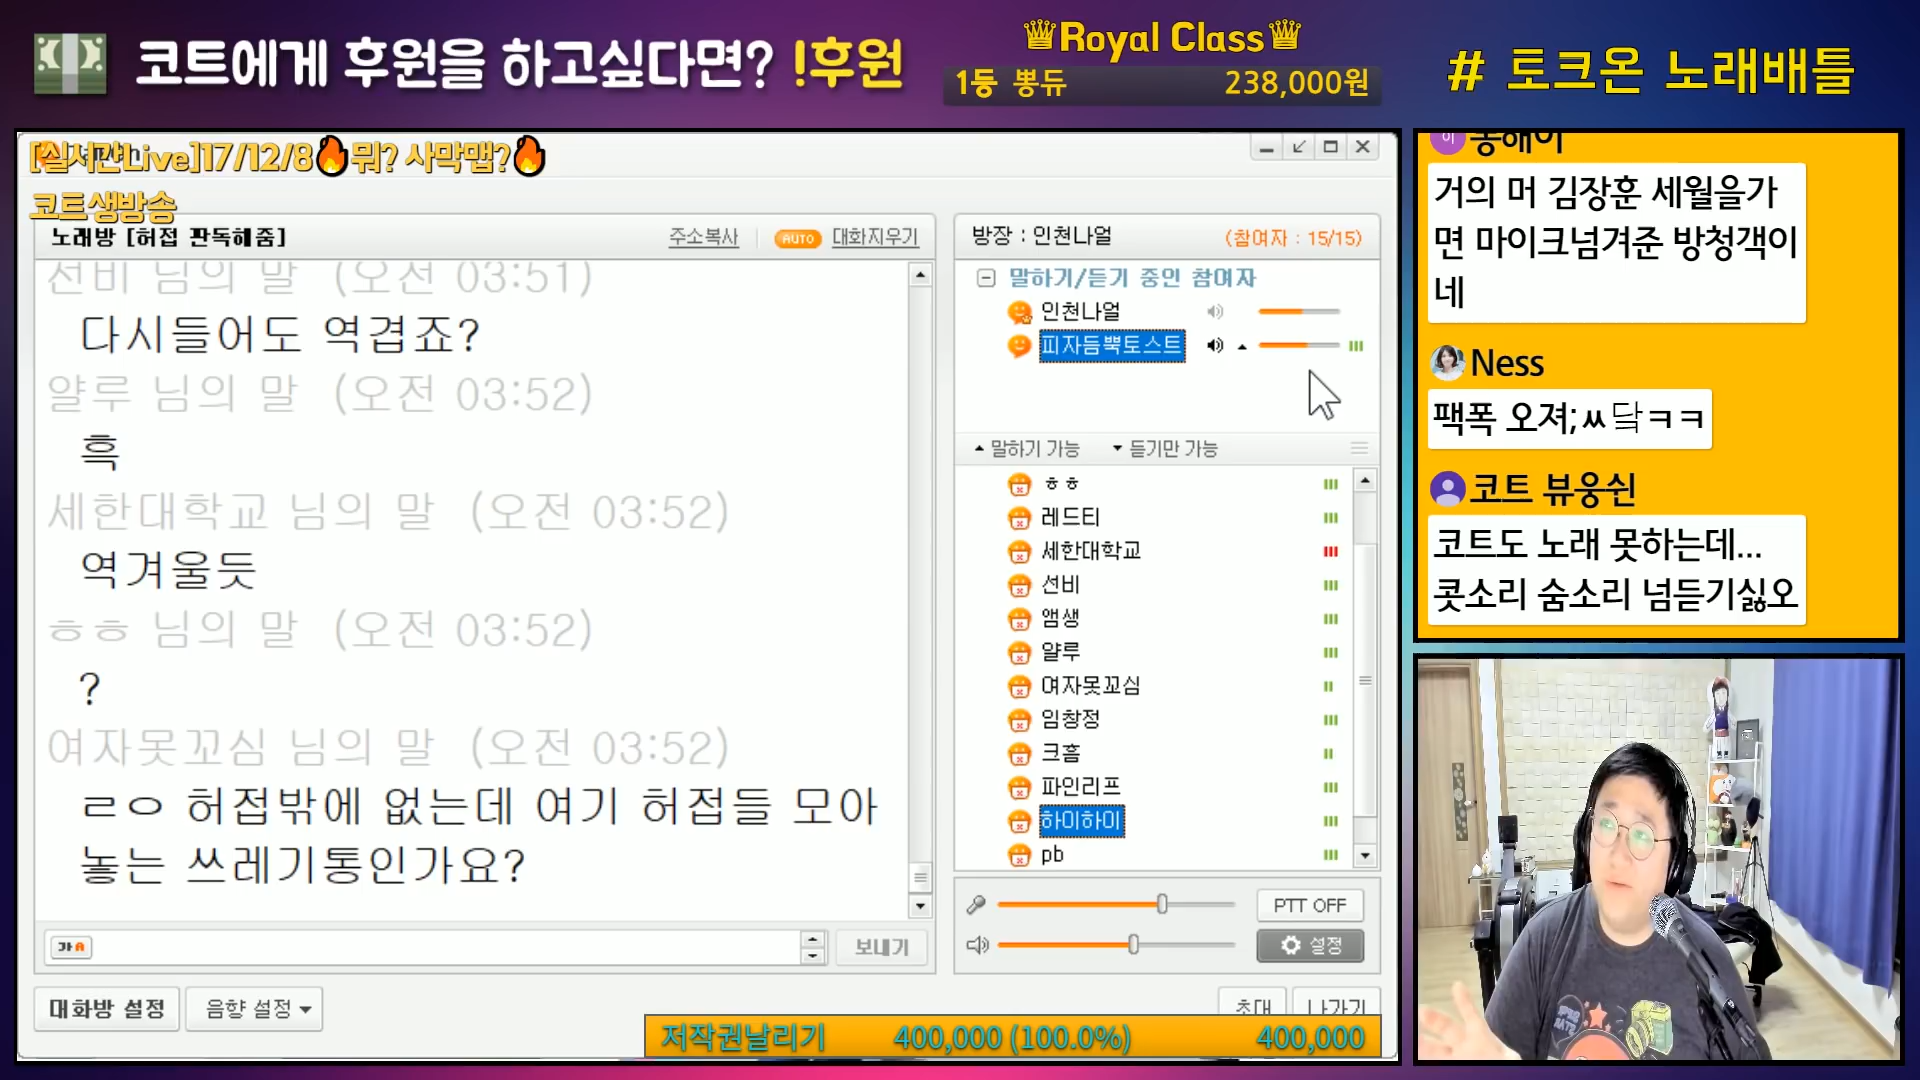 코트에게 후원을 하고싶다면? !후원
Royal Class
1등 뽕듀 238,000원
# 토크온 노래배틀
[실시간Live]17/12/8🔥뭐? 사막맵?🔥
코트생방송
노래방 [허접 판독해줌]
주소복사
AUTO 대화지우기
선비 님의 말 (오전 03:51)
다시들어도 역겹죠?
얄루 님의 말 (오전 03:52)
흑
세한대학교 님의 말 (오전 03:52)
역겨울듯
ㅎㅎ 님의 말 (오전 03:52)
?
여자못꼬심 님의 말 (오전 03:52)
ㄹㅇ 허접밖에 없는데 여기 허접들 모아
놓는 쓰레기통인가요?
가A
보내기
대화방 설정
음향 설정
방장 : 인천나얼 (참여자 : 15/15)
말하기/듣기 중인 참여자
인천나얼
피자듬뿍토스트
말하기 가능 듣기만 가능
ㅎㅎ
레드티
세한대학교
선비
앰생
얄루
여자못꼬심
임창정
크흠
파인리프
하이하이
pb
PTT OFF
설정
초대
나가기
저작권날리기 400,000 (100.0%) 400,000
이
동해이
거의 머 김장훈 세월을가
면 마이크넘겨준 방청객이
네
Ness
팩폭 오져;ㅆ닼ㅋㅋ
코트 뷰웅쉰
코트도 노래 못하는데...
콧소리 숨소리 넘듣기싫오